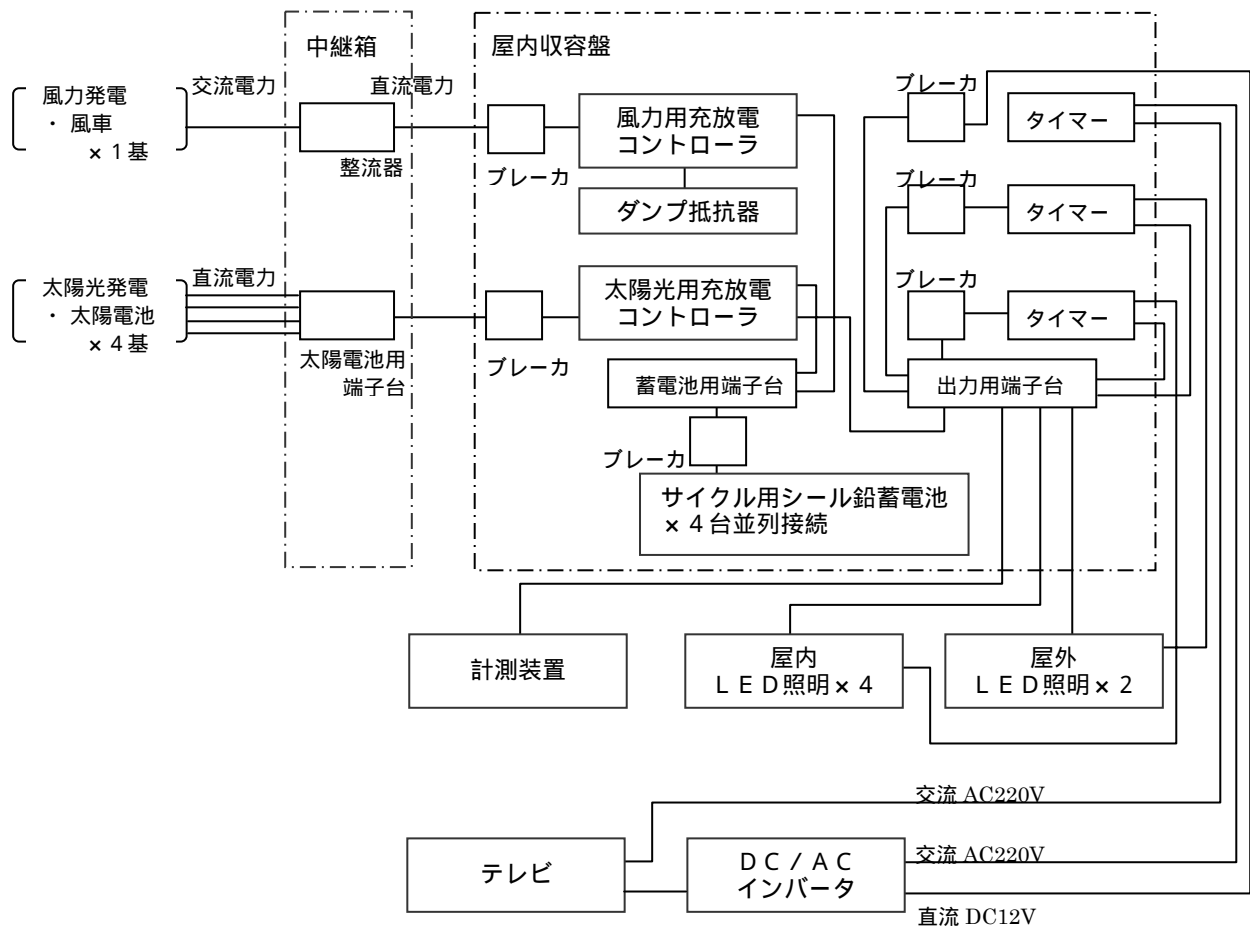 中継箱
屋内収容盤
風力発電
・ 風車
×1基
交流電力
直流電力
整流器
ブレーカ
風力用充放電
コントローラ
ダンプ抵抗器
ブレーカ
タイマー
ブレーカ
タイマー
太陽光発電
・ 太陽電池
×4基
直流電力
太陽電池用
端子台
ブレーカ
太陽光用充放電
コントローラ
ブレーカ
タイマー
蓄電池用端子台
出力用端子台
ブレーカ
サイクル用シール鉛蓄電池
×4台並列接続
計測装置
屋内
LED照明×4
屋外
LED照明×2
交流 AC220V
テレビ
DC/AC
インバータ
交流 AC220V
直流 DC12V